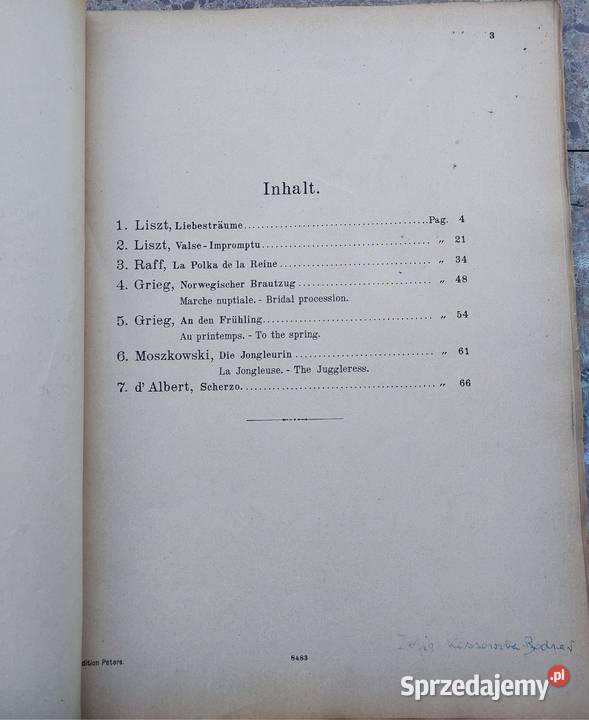 3
Inhalt.
1. Liszt, Liebesträume Pag. 4
2. Liszt, Valse-Impromptu „ 21
3. Raff, La Polka de la Reine „ 34
4. Grieg, Norwegischer Brautzug „ 48
Marche nuptiale. - Bridal procession.
5. Grieg, An den Frühling „ 54
Au printemps. - To the spring.
6. Moszkowski, Die Jongleurin „ 61
La Jongleuse. - The Juggleress.
7. d'Albert, Scherzo „ 66
dition Peters.
8483
Sprzedajemy.pl